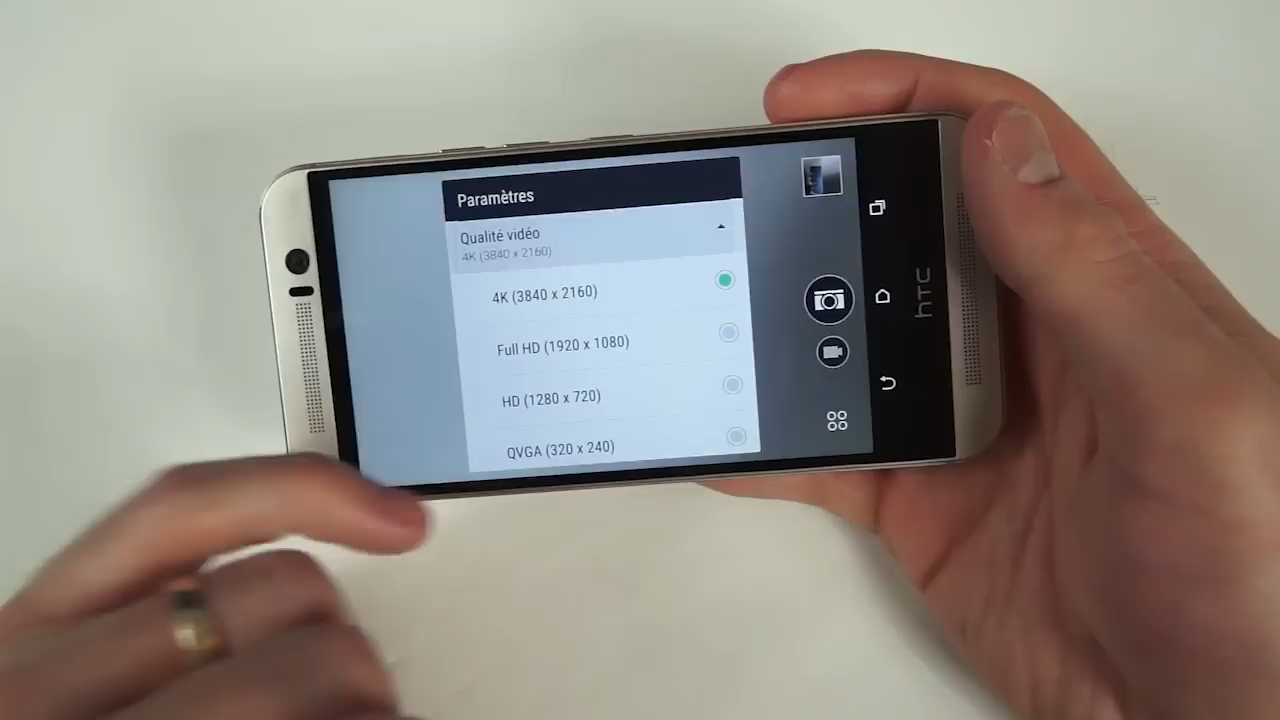 Paramètres
Qualité vidéo
4K (3840 x 2160)
4K (3840 x 2160)
Full HD (1920 x 1080)
HD (1280 x 720)
QVGA (320 x 240)
hTC